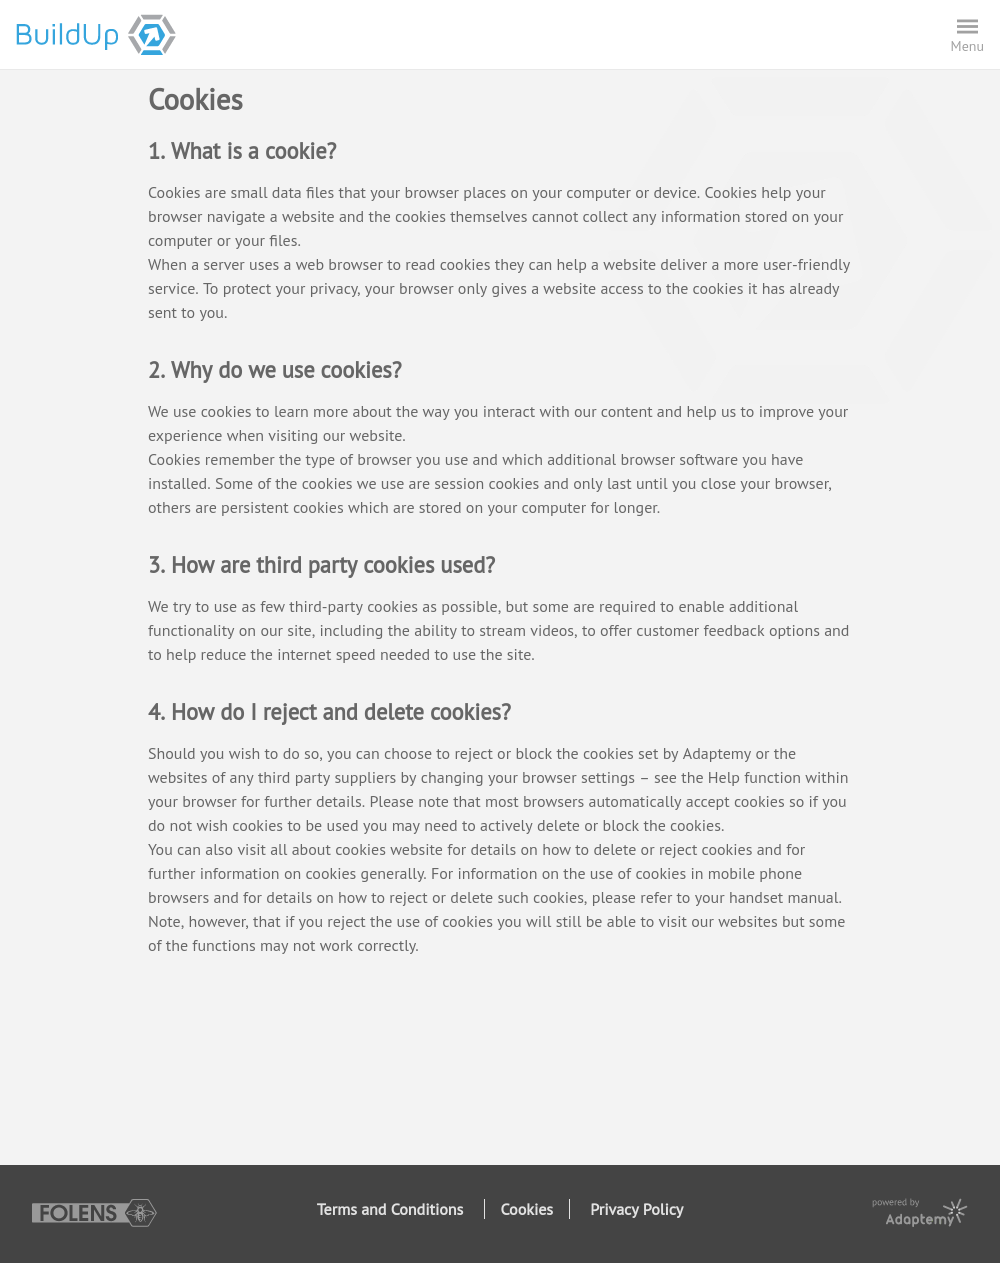 BuildUp
Menu
Cookies
1. What is a cookie?
Cookies are small data files that your browser places on your computer or device. Cookies help your
browser navigate a website and the cookies themselves cannot collect any information stored on your
computer or your files.
When a server uses a web browser to read cookies they can help a website deliver a more user-friendly
service. To protect your privacy, your browser only gives a website access to the cookies it has already
sent to you.
2. Why do we use cookies?
We use cookies to learn more about the way you interact with our content and help us to improve your
experience when visiting our website.
Cookies remember the type of browser you use and which additional browser software you have
installed. Some of the cookies we use are session cookies and only last until you close your browser,
others are persistent cookies which are stored on your computer for longer.
3. How are third party cookies used?
We try to use as few third-party cookies as possible, but some are required to enable additional
functionality on our site, including the ability to stream videos, to offer customer feedback options and
to help reduce the internet speed needed to use the site.
4. How do I reject and delete cookies?
Should you wish to do so, you can choose to reject or block the cookies set by Adaptemy or the
websites of any third party suppliers by changing your browser settings – see the Help function within
your browser for further details. Please note that most browsers automatically accept cookies so if you
do not wish cookies to be used you may need to actively delete or block the cookies.
You can also visit all about cookies website for details on how to delete or reject cookies and for
further information on cookies generally. For information on the use of cookies in mobile phone
browsers and for details on how to reject or delete such cookies, please refer to your handset manual.
Note, however, that if you reject the use of cookies you will still be able to visit our websites but some
of the functions may not work correctly.
FOLENS
Terms and Conditions
Cookies
Privacy Policy
powered by
Adaptemy